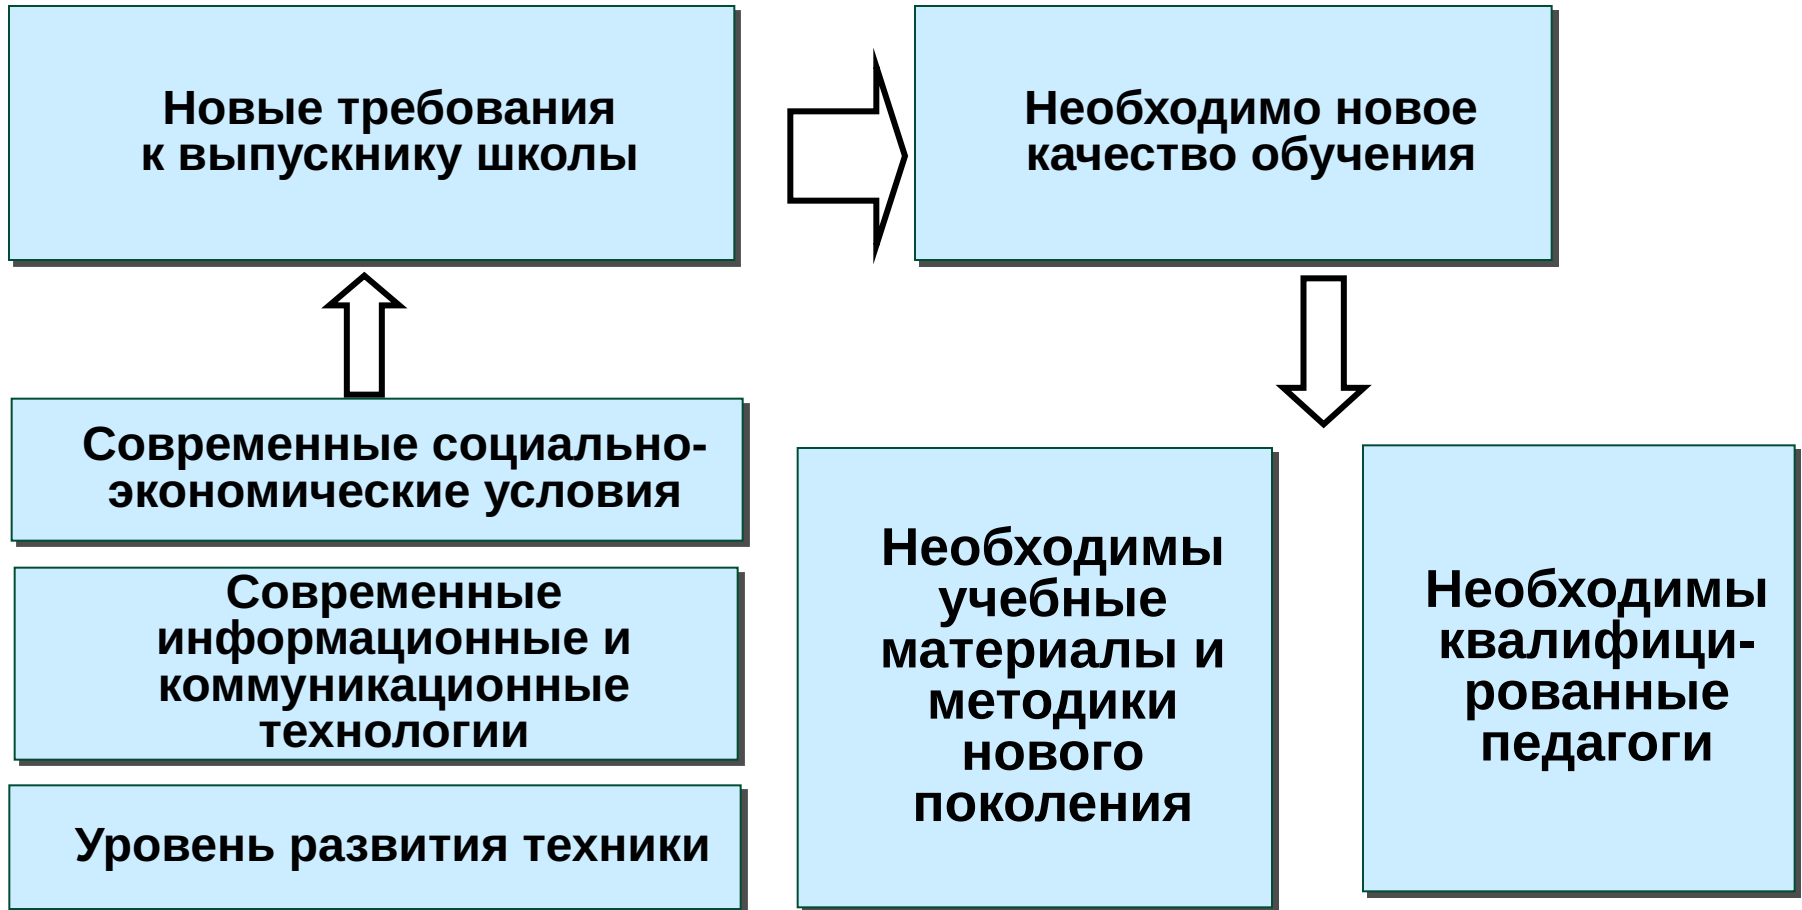 Новые требования
к выпускнику школы
Необходимо новое
качество обучения
Современные социально-
экономические условия
Современные
информационные и
коммуникационные
технологии
Уровень развития техники
Необходимы
учебные
материалы и
методики
нового
поколения
Необходимы
квалифици-
рованные
педагоги